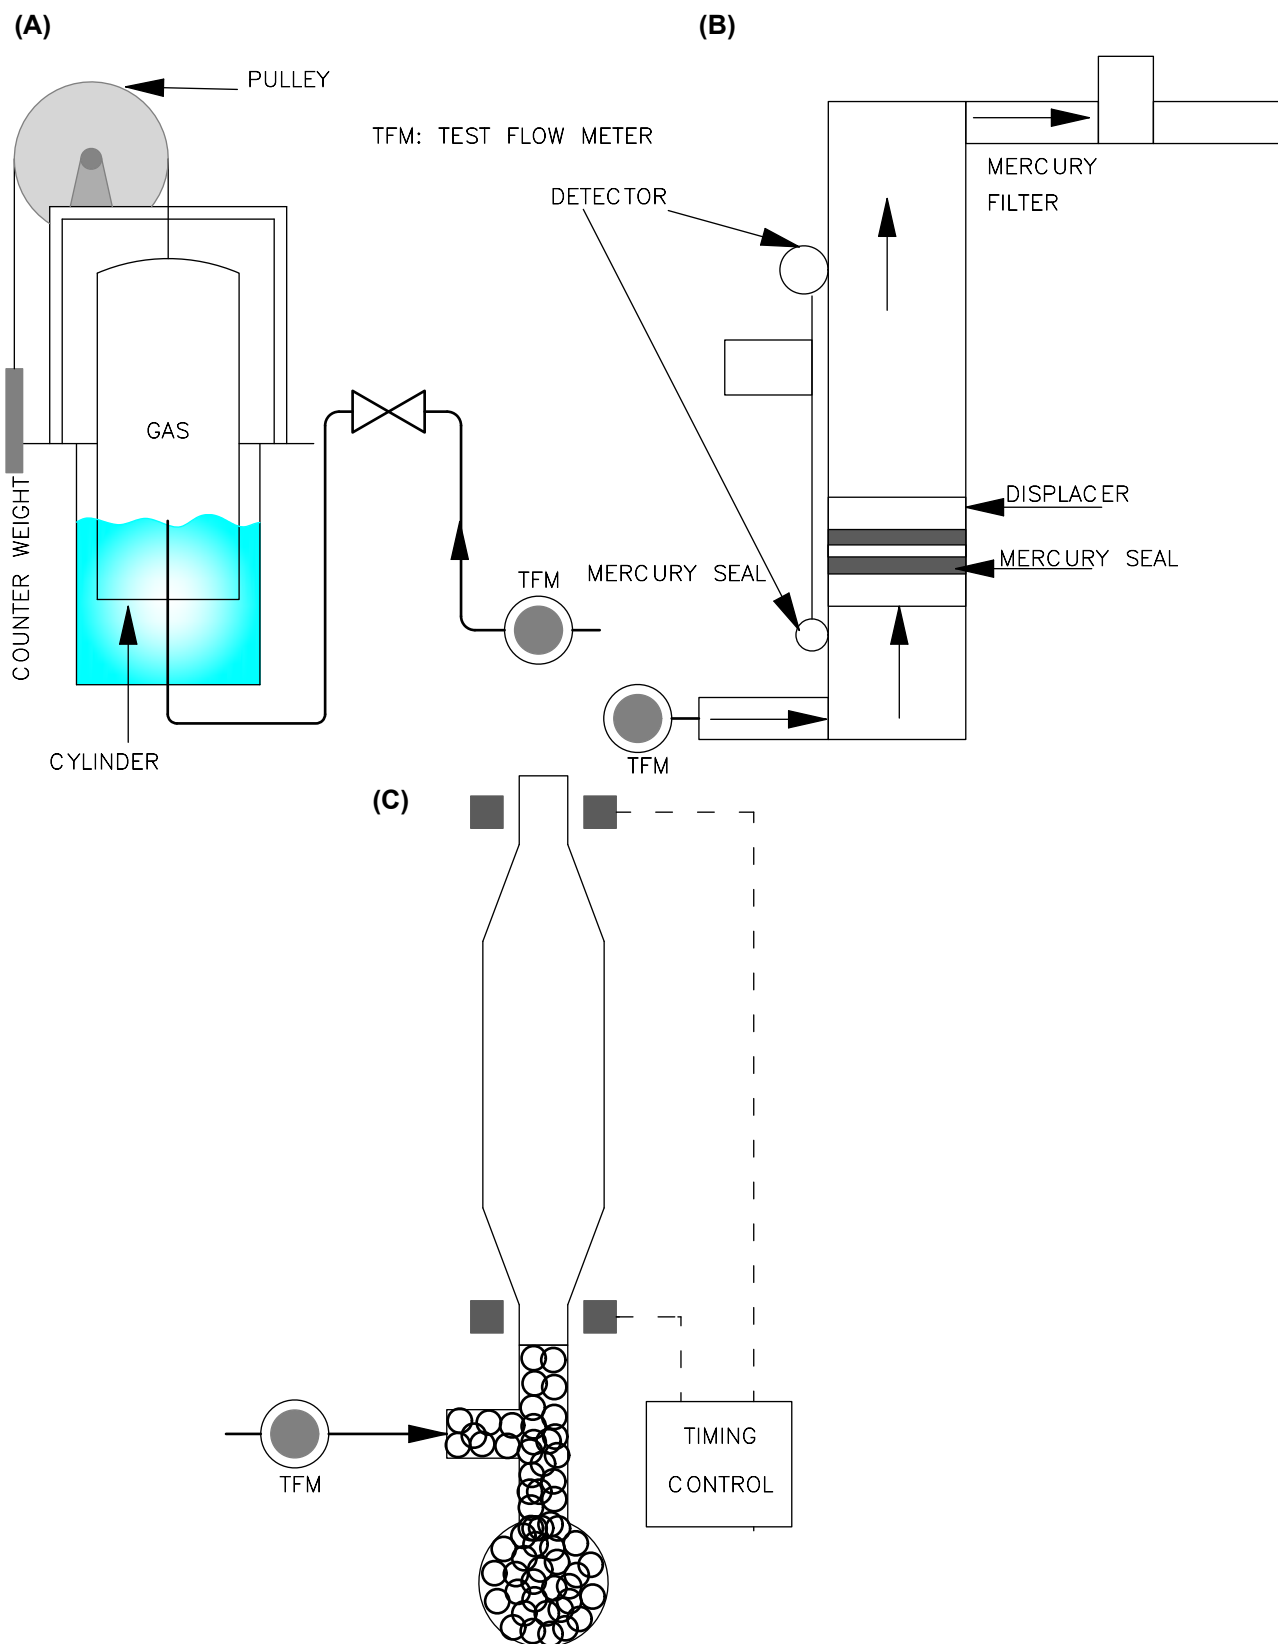 (A)
(B)
PULLEY
TFM: TEST FLOW METER
MERCURY
FILTER
DETECTOR
GAS
COUNTER WEIGHT
DISPLACER
MERCURY SEAL
TFM
MERCURY SEAL
CYLINDER
TFM
(C)
TIMING
CONTROL
TFM